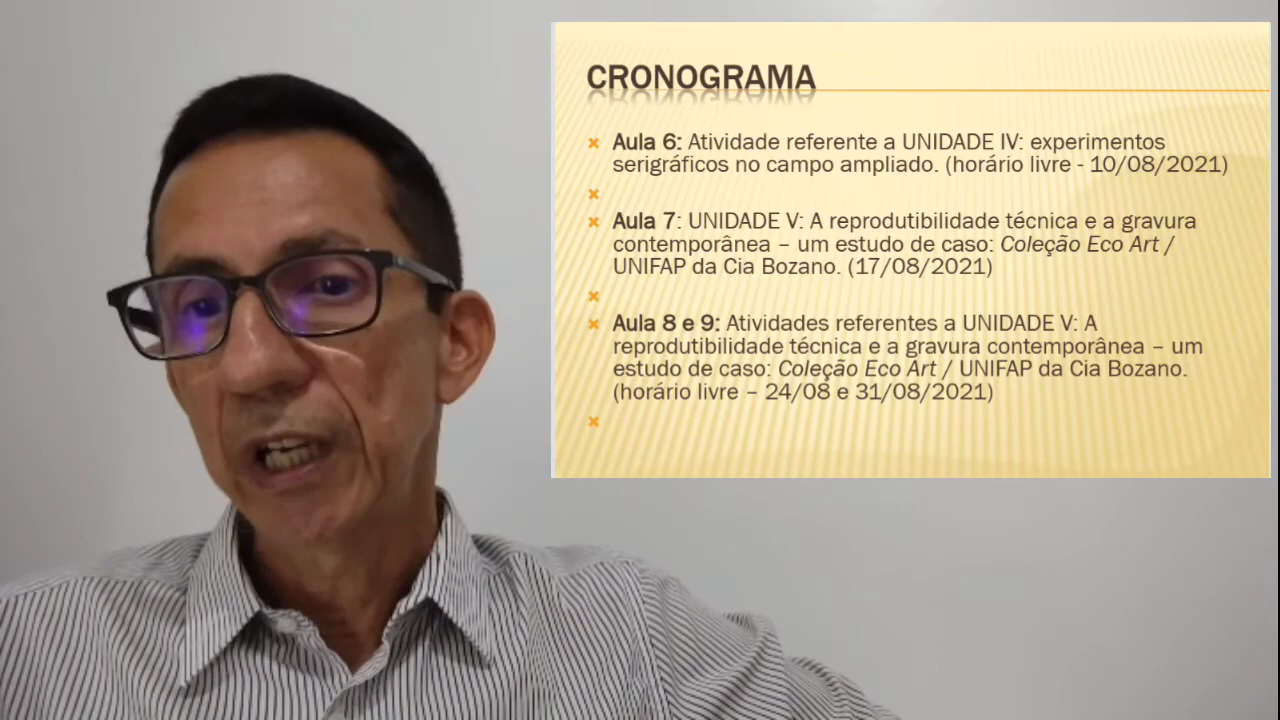 CRONOGRAMA
Aula 6: Atividade referente a UNIDADE IV: experimentos
serigráficos no campo ampliado. (horário livre - 10/08/2021)
Aula 7: UNIDADE V: A reprodutibilidade técnica e a gravura
contemporânea – um estudo de caso: Coleção Eco Art /
UNIFAP da Cia Bozano. (17/08/2021)
Aula 8 e 9: Atividades referentes a UNIDADE V: A
reprodutibilidade técnica e a gravura contemporânea – um
estudo de caso: Coleção Eco Art / UNIFAP da Cia Bozano.
(horário livre – 24/08 e 31/08/2021)